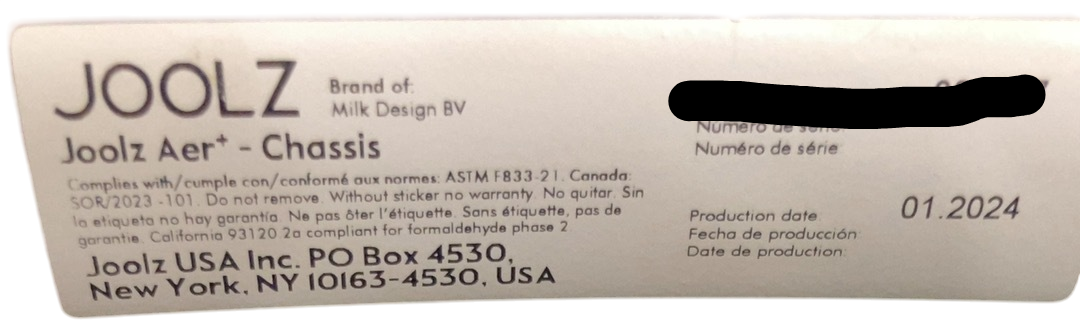 JOOLZ
Brand of:
Milk Design BV
Joolz Aer⁺ - Chassis
Complies with/cumple con/conformé aux normes: ASTM F833-21. Canada:
SOR/2023 -101. Do not remove. Without sticker no warranty. No quitar. Sin
la etiqueta no hay garantía. Ne pas ôter l'étiquette. Sans étiquette, pas de
garantie. California 93120.2a compliant for formaldehyde phase 2
Joolz USA Inc. PO Box 4530,
New York, NY 10163-4530, USA
Numero de serie:
Numéro de série
Production date 01.2024
Fecha de producción:
Date de production: